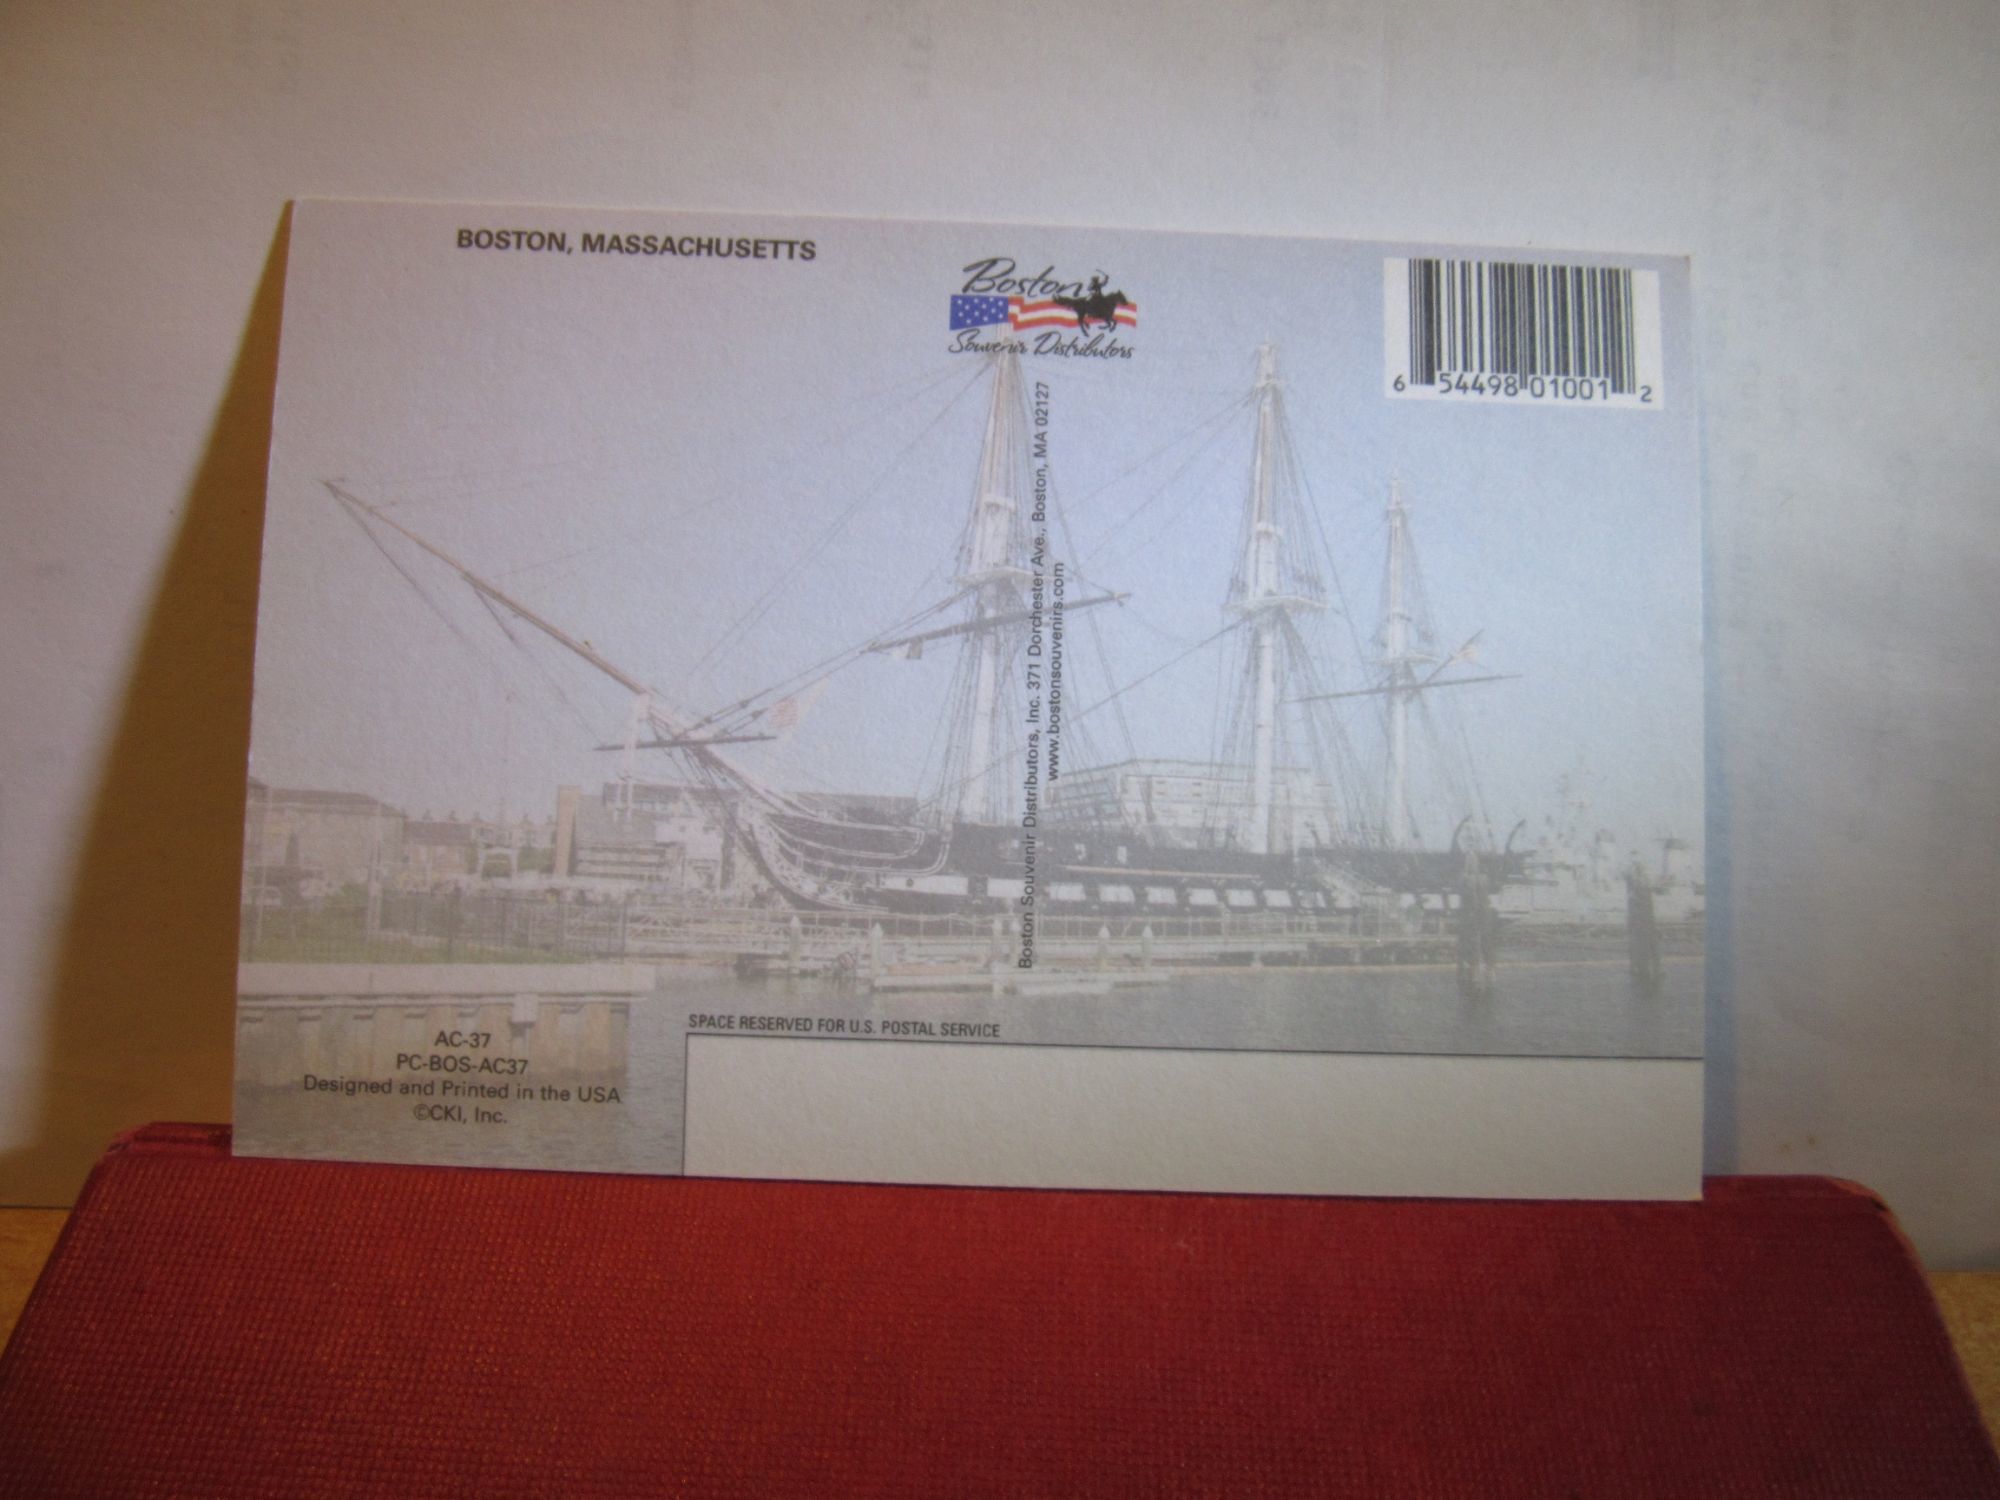 BOSTON, MASSACHUSETTS
Boston
Souvenir Distributors
6 54498 01001 2
Boston Souvenir Distributors, Inc. 371 Dorchester Ave., Boston, MA 02127
www.bostonsouvenirs.com
SPACE RESERVED FOR U.S. POSTAL SERVICE
AC-37
PC-BOS-AC37
Designed and Printed in the USA
©CKI, Inc.